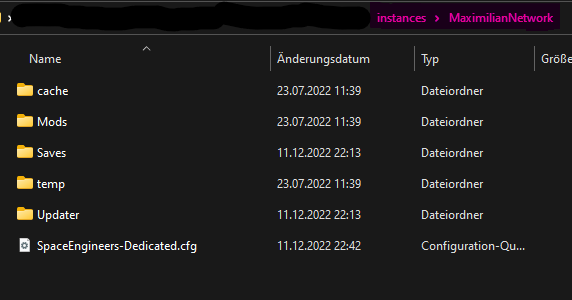 instances > MaximilianNetwork
Name Änderungsdatum Typ Größe
cache 23.07.2022 11:39 Dateiordner
Mods 23.07.2022 11:39 Dateiordner
Saves 11.12.2022 22:13 Dateiordner
temp 23.07.2022 11:39 Dateiordner
Updater 11.12.2022 22:13 Dateiordner
SpaceEngineers-Dedicated.cfg 11.12.2022 22:42 Configuration-Qu...